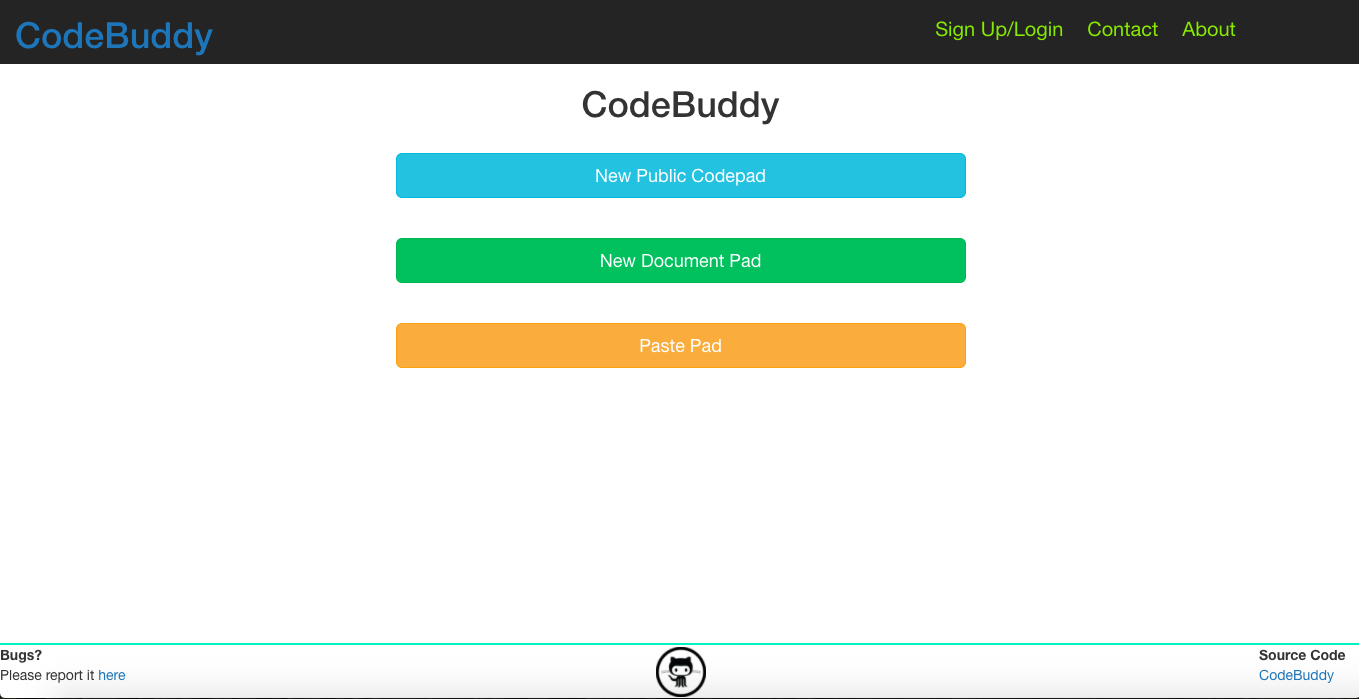 CodeBuddy
Sign Up/Login Contact About
CodeBuddy
New Public Codepad
New Document Pad
Paste Pad
Bugs?
Please report it here
Source Code
CodeBuddy